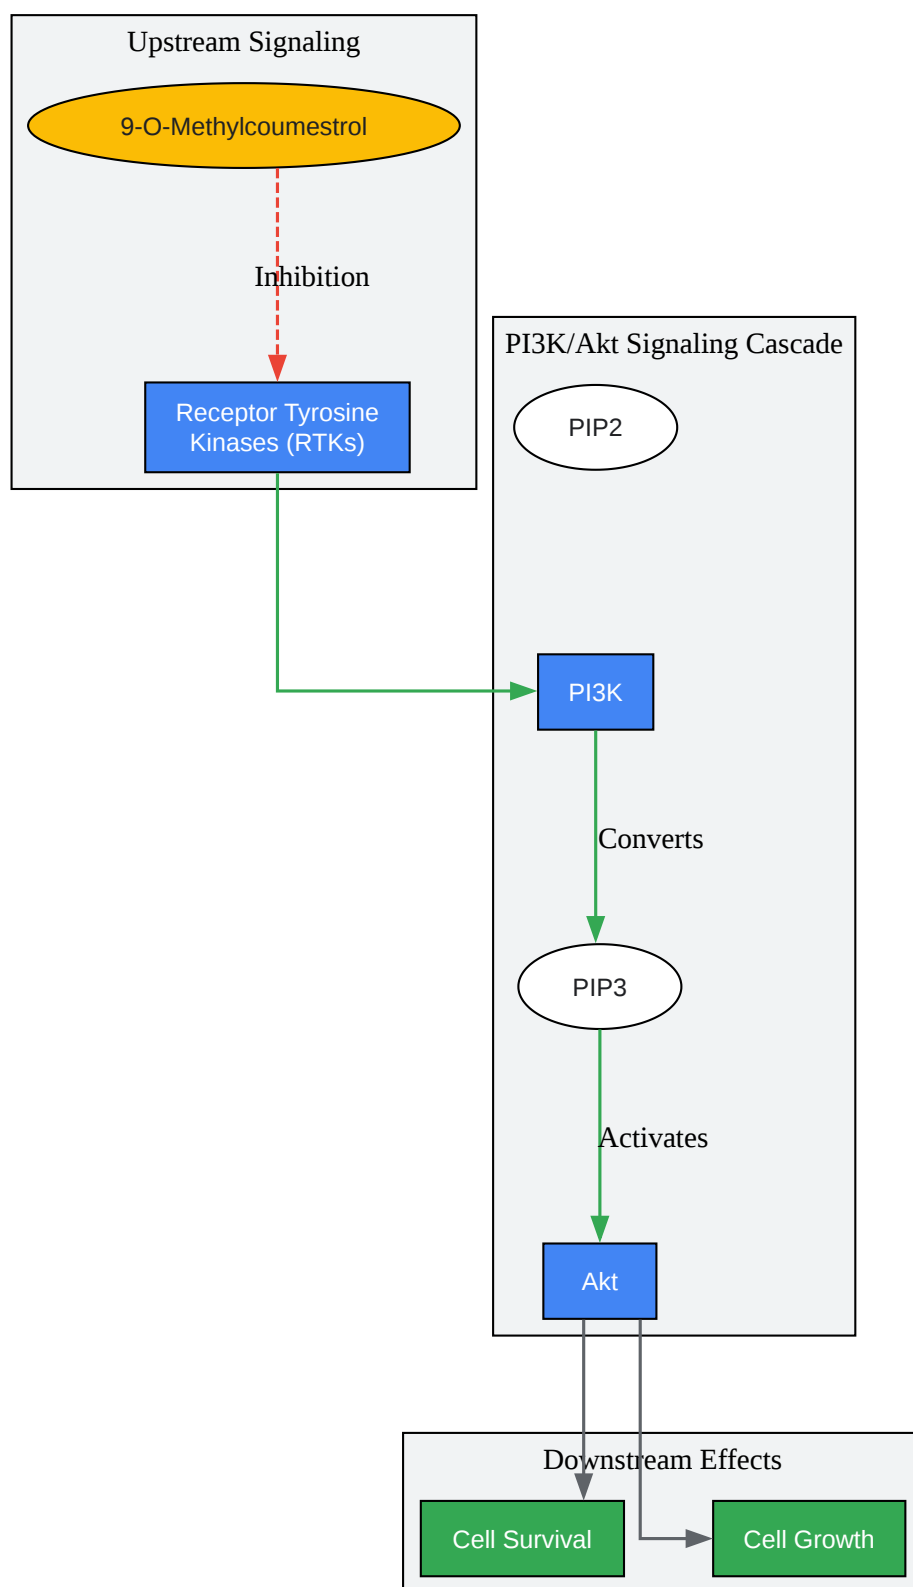 Upstream Signaling
9-O-Methylcoumestrol
Inhibition
Receptor Tyrosine
Kinases (RTKs)
PI3K/Akt Signaling Cascade
PIP2
PI3K
Converts
PIP3
Activates
Akt
Downstream Effects
Cell Survival
Cell Growth